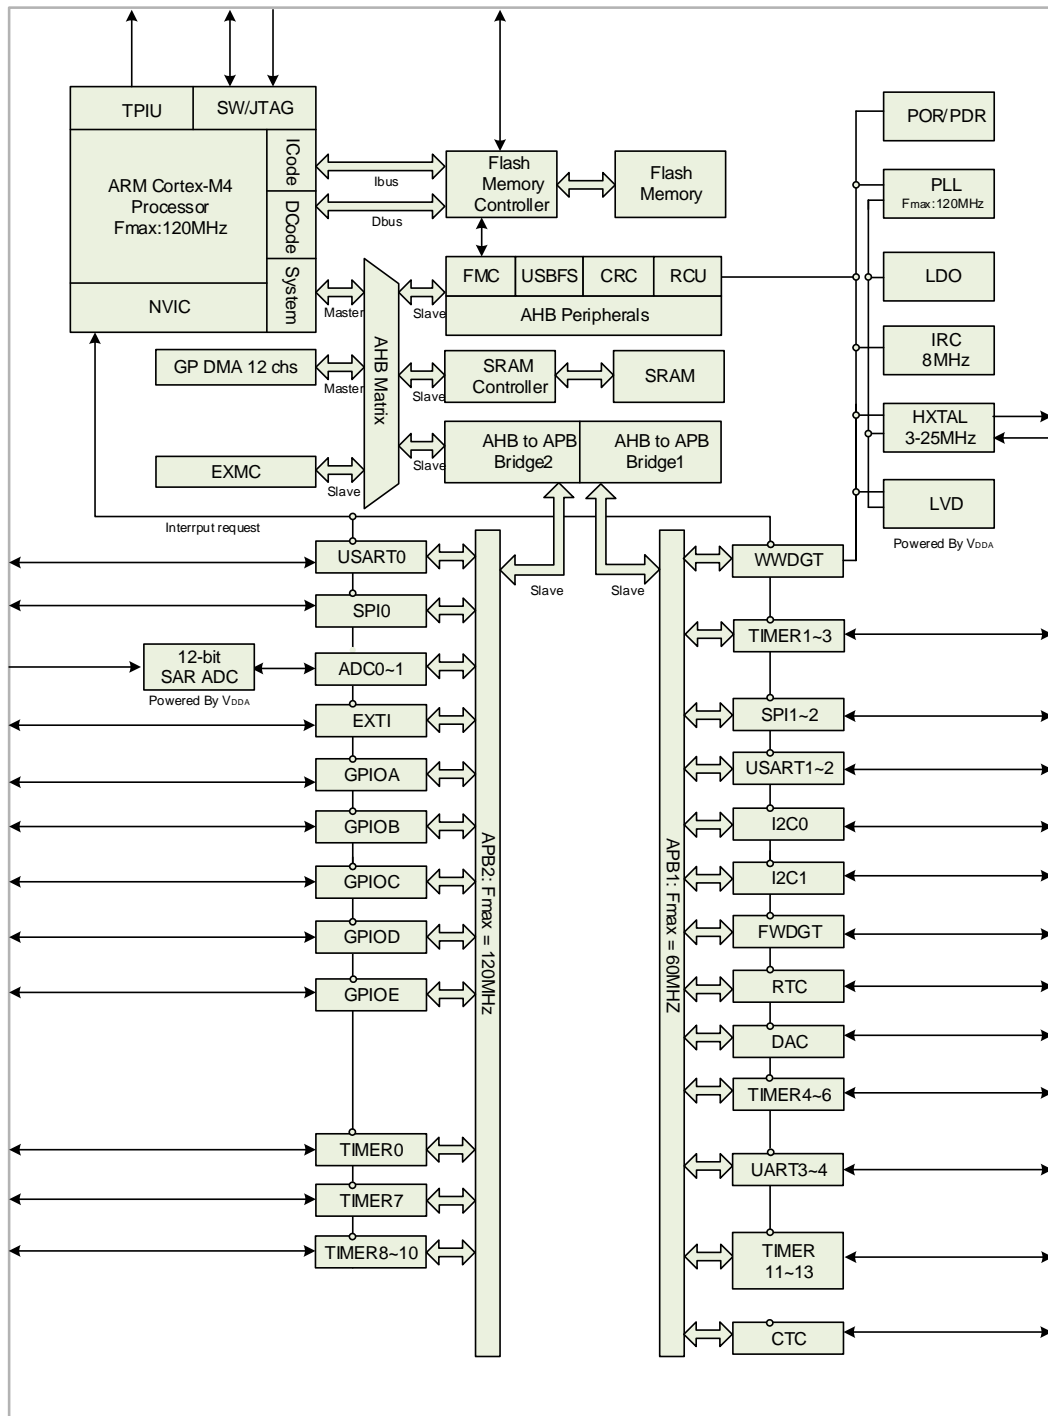 TPIU
SW/JTAG
ICode
DCode
System
ARM Cortex-M4
Processor
Fmax:120MHz
NVIC
Ibus
Dbus
Flash
Memory
Controller
Flash
Memory
FMC
USBFS
CRC
RCU
AHB Peripherals
Master
Slave
AHB Matrix
GP DMA 12 chs
Master
Slave
SRAM
Controller
SRAM
EXMC
Slave
Slave
AHB to APB
Bridge2
AHB to APB
Bridge1
POR/PDR
PLL
Fmax:120MHz
LDO
IRC
8MHz
HXTAL
3-25MHz
LVD
Powered By VDDA
Interrput request
Slave
Slave
USART0
SPI0
12-bit
SAR ADC
Powered By VDDA
ADC0~1
EXTI
GPIOA
GPIOB
GPIOC
GPIOD
GPIOE
TIMER0
TIMER7
TIMER8~10
APB2: Fmax = 120MHz
APB1: Fmax = 60MHZ
WWDGT
TIMER1~3
SPI1~2
USART1~2
I2C0
I2C1
FWDGT
RTC
DAC
TIMER4~6
UART3~4
TIMER
11~13
CTC